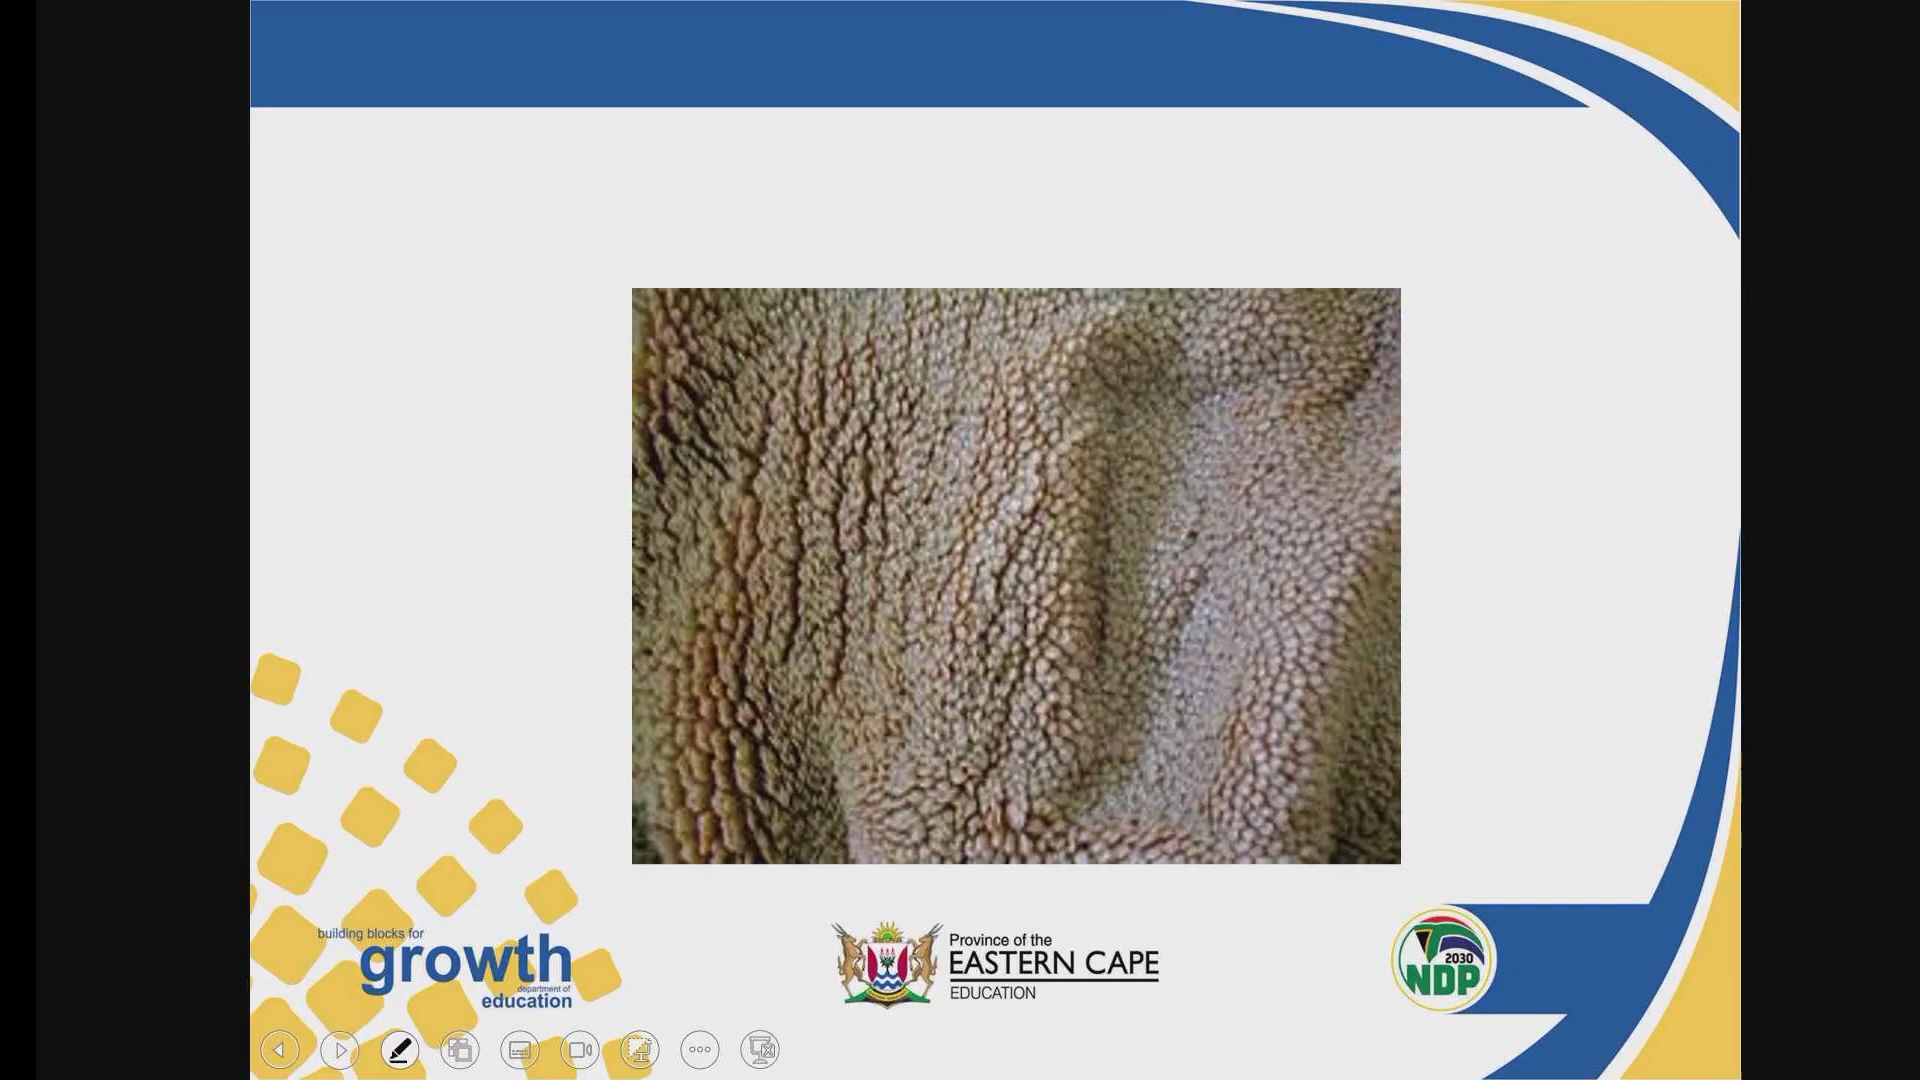 building blocks for
growth
department of
education
Province of the
EASTERN CAPE
EDUCATION
2030
NDP